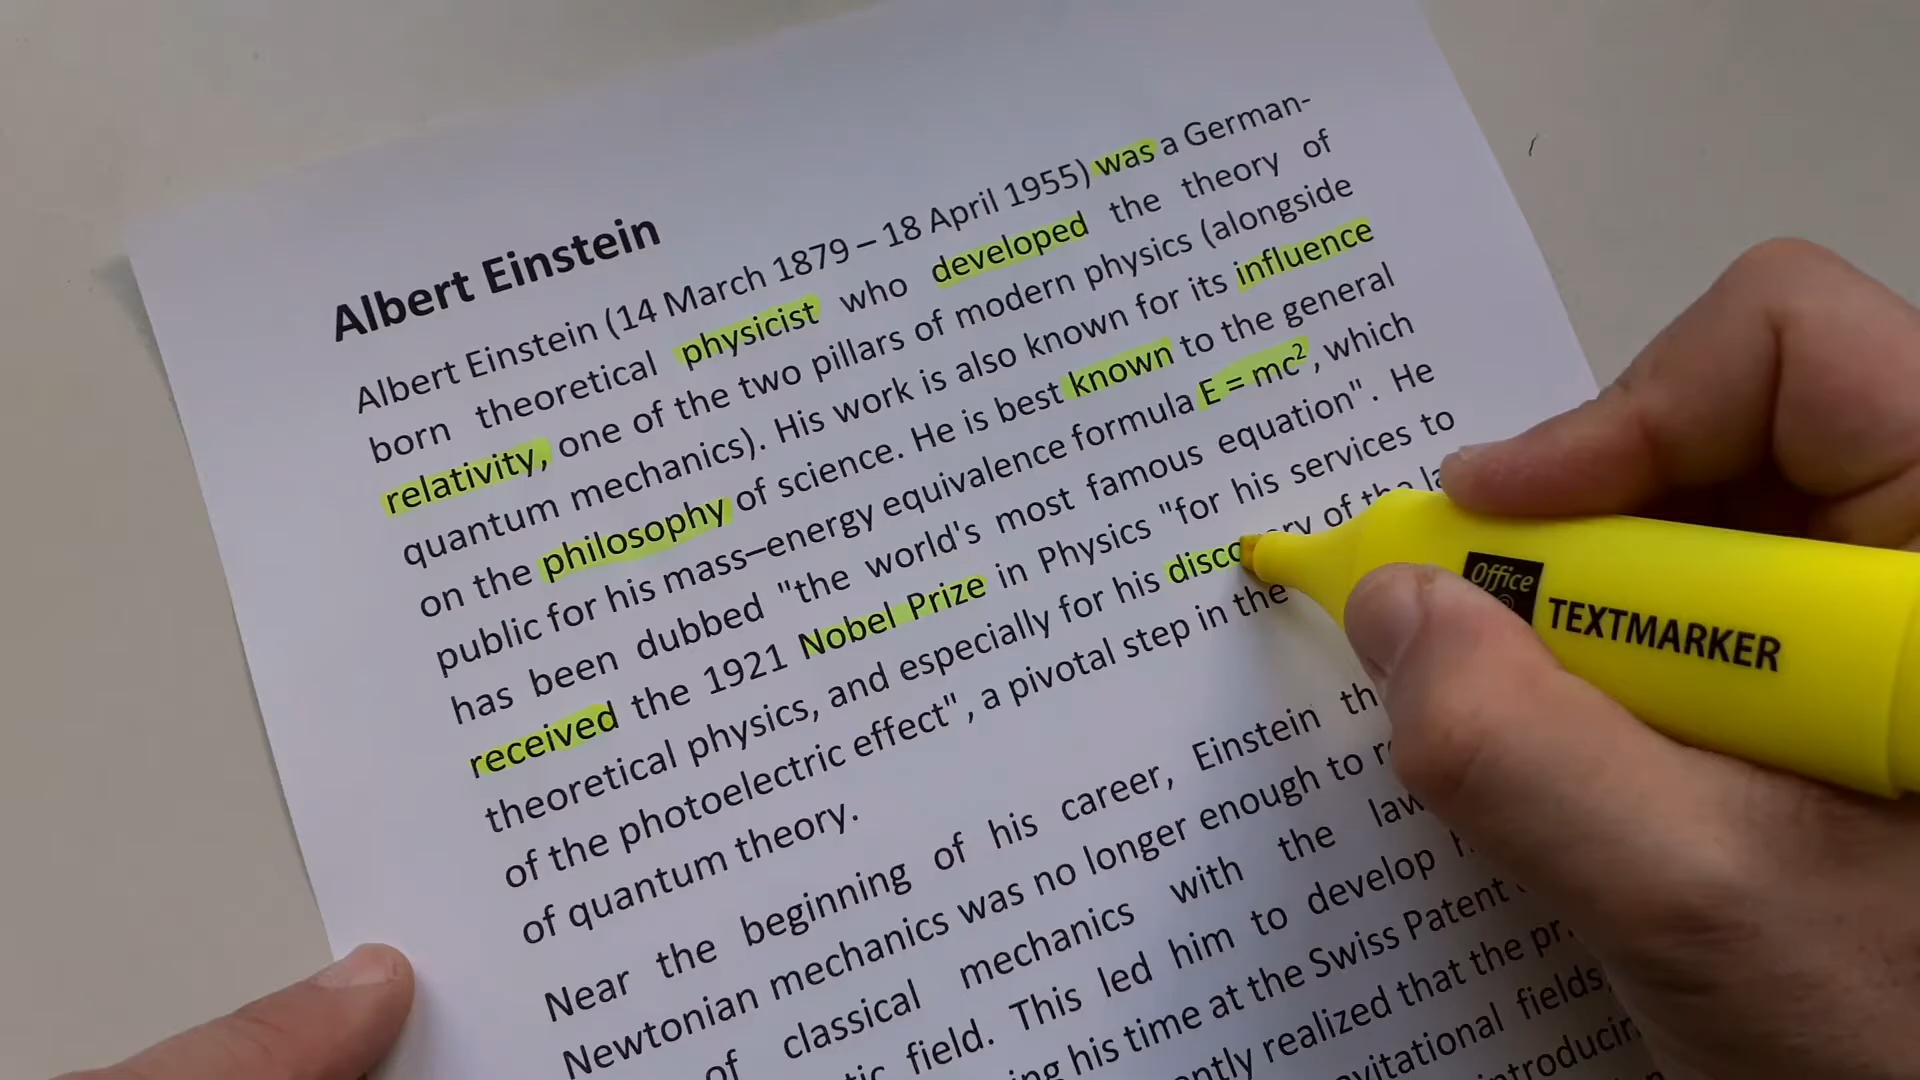 Albert Einstein
Albert Einstein (14 March 1879 – 18 April 1955) was a German-
born theoretical physicist who developed the theory of
relativity, one of the two pillars of modern physics (alongside
quantum mechanics). His work is also known for its influence
on the philosophy of science. He is best known to the general
public for his mass–energy equivalence formula E = mc², which
has been dubbed "the world's most famous equation". He
received the 1921 Nobel Prize in Physics "for his services to
theoretical physics, and especially for his of the
of the photoelectric effect", a pivotal step in the
of quantum theory.
Near the beginning of his career, Einstein
Newtonian mechanics was no longer enough to
of classical mechanics with the
field. This led him to develop
his time at the Swiss Patent
realized that the
fields,
Office
TEXTMARKER